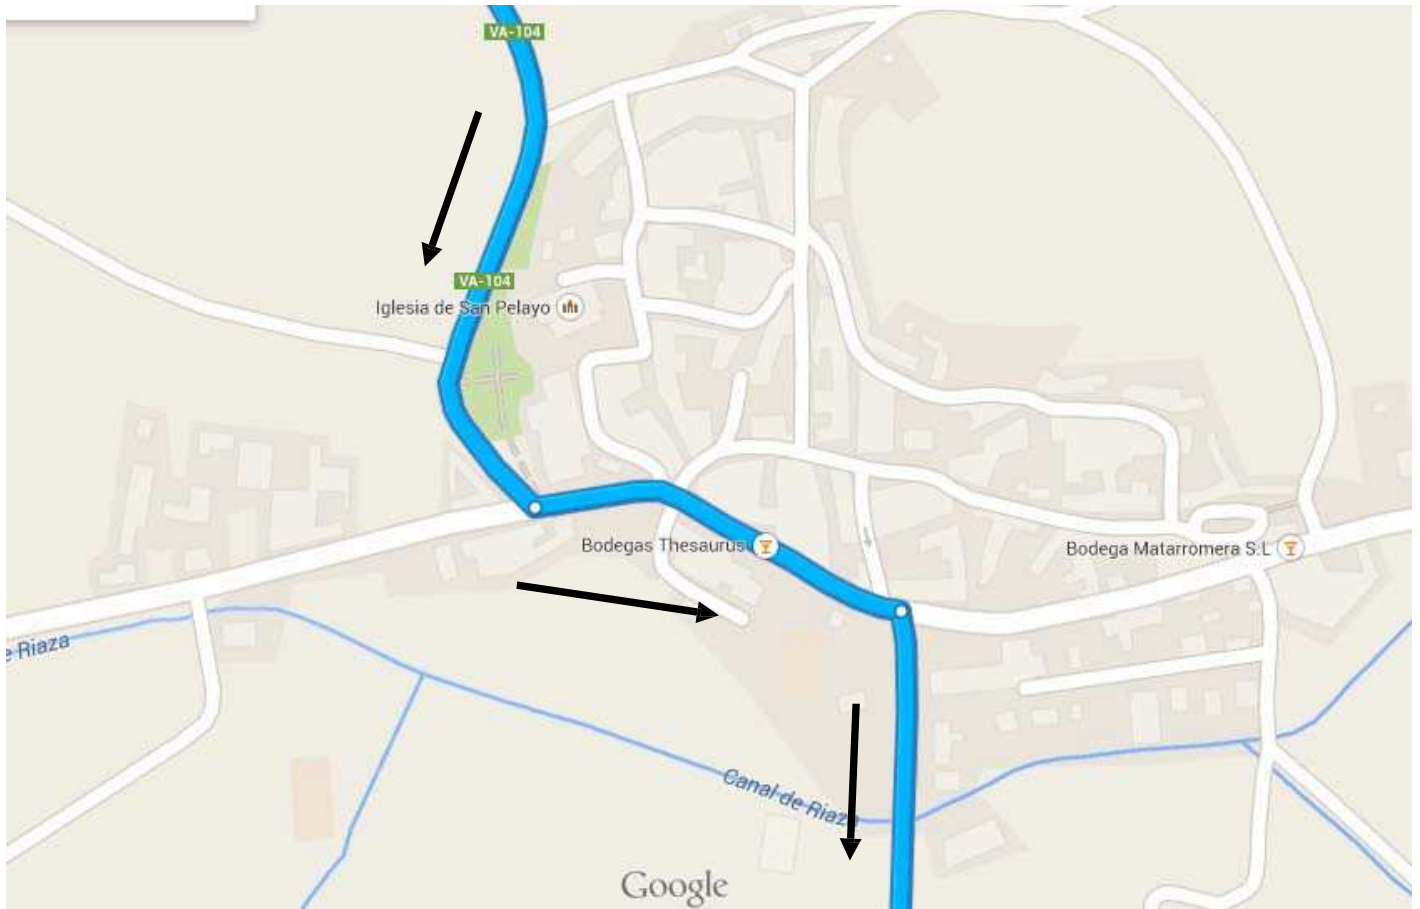 VA-104
VA-104
Iglesia de San Pelayo
Bodegas Thesaurus
Bodega Matarromera S.L
Riaza
Canal de Riaza
Google